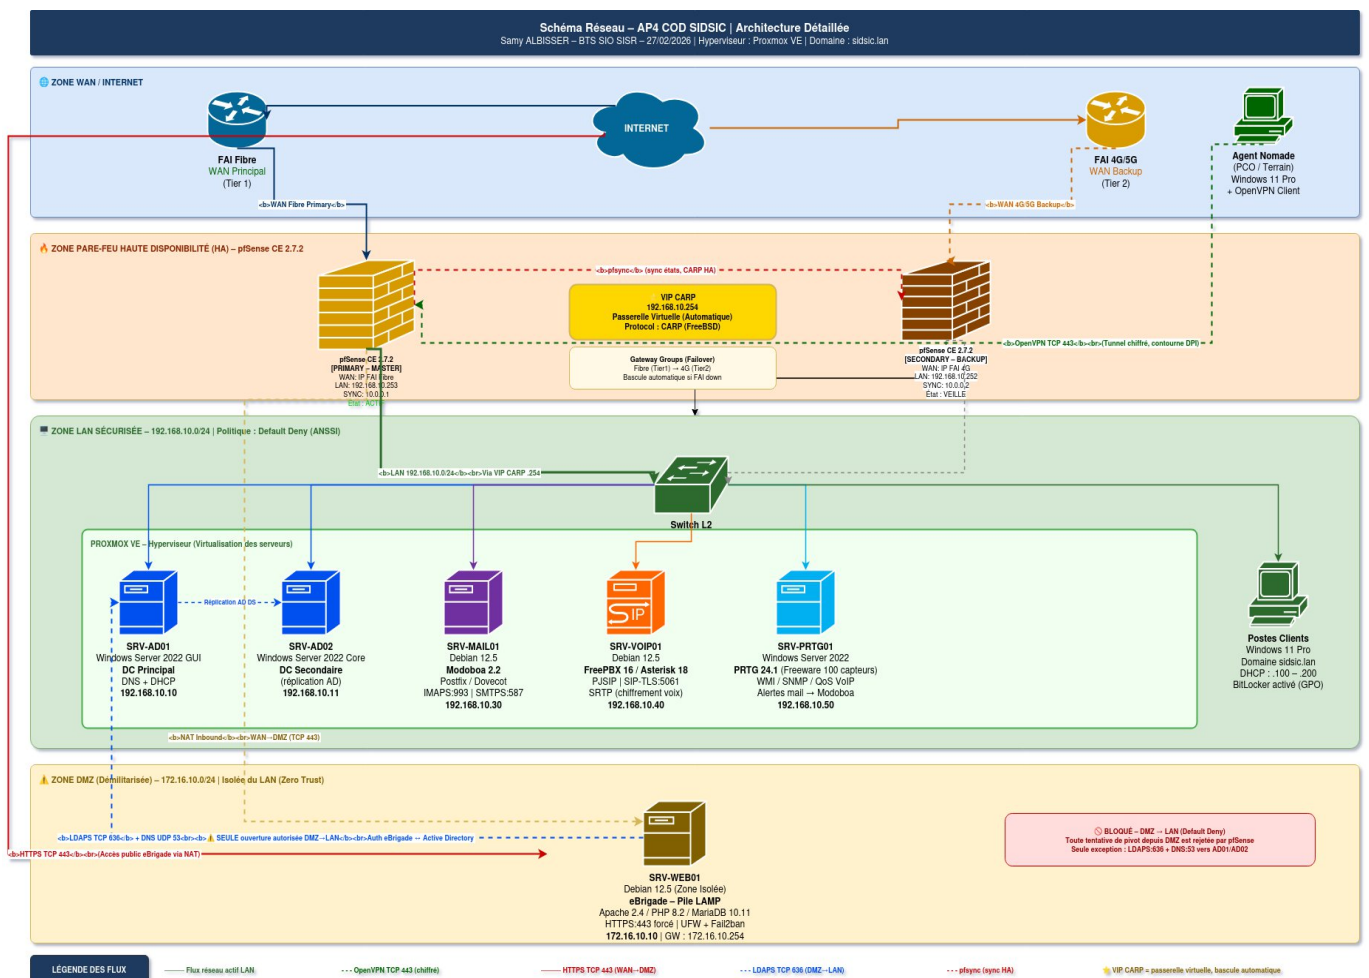 Schéma Réseau – AP4 COD SIDSIC | Architecture Détaillée
Samy ALBISSER – BTS SIO SISR – 27/02/2026 | Hyperviseur : Proxmox VE | Domaine : sidsic.lan
🌐 ZONE WAN / INTERNET
INTERNET
FAI Fibre
WAN Principal
(Tier 1)
FAI 4G/5G
WAN Backup
(Tier 2)
Agent Nomade
(PCO / Terrain)
Windows 11 Pro
+ OpenVPN Client
<b>WAN Fibre Primary</b>
<b>WAN 4G/5G Backup</b>
🔥 ZONE PARE-FEU HAUTE DISPONIBILITÉ (HA) – pfSense CE 2.7.2
<b>pfsync</b> (sync états, CARP HA)
VIP CARP
192.168.10.254
Passerelle Virtuelle (Automatique)
Protocol : CARP (FreeBSD)
<b>OpenVPN TCP 443</b><br>(Tunnel chiffré, contourne DPI)
Gateway Groups (Failover)
Fibre (Tier1) → 4G (Tier2)
Bascule automatique si FAI down
pfSense CE 2.7.2
[PRIMARY – MASTER]
WAN: IP FAI Fibre
LAN: 192.168.10.253
SYNC: 10.0.0.1
État : ACTIF
pfSense CE 2.7.2
[SECONDARY – BACKUP]
WAN: IP FAI 4G
LAN: 192.168.10.252
SYNC: 10.0.0.2
État : VEILLE
🖥️ ZONE LAN SÉCURISÉE – 192.168.10.0/24 | Politique : Default Deny (ANSSI)
<b>LAN 192.168.10.0/24</b><br>Via VIP CARP .254
Switch L2
PROXMOX VE – Hyperviseur (Virtualisation des serveurs)
Réplication AD DS
SRV-AD01
Windows Server 2022 GUI
DC Principal
DNS + DHCP
192.168.10.10
SRV-AD02
Windows Server 2022 Core
DC Secondaire
(réplication AD)
192.168.10.11
SRV-MAIL01
Debian 12.5
Modoboa 2.2
Postfix / Dovecot
IMAPS:993 | SMTPS:587
192.168.10.30
SRV-VOIP01
Debian 12.5
FreePBX 16 / Asterisk 18
PJSIP | SIP-TLS:5061
SRTP (chiffrement voix)
192.168.10.40
SIP
SRV-PRTG01
Windows Server 2022
PRTG 24.1 (Freeware 100 capteurs)
WMI / SNMP / QoS VoIP
Alertes mail → Modoboa
192.168.10.50
Postes Clients
Windows 11 Pro
Domaine sidsic.lan
DHCP : .100 – .200
BitLocker activé (GPO)
<b>NAT Inbound</b><br>WAN→DMZ (TCP 443)
⚠️ ZONE DMZ (Démilitarisée) – 172.16.10.0/24 | Isolée du LAN (Zero Trust)
<b>LDAPS TCP 636</b> + DNS UDP 53<br><b>⚠️ SEULE ouverture autorisée DMZ→LAN</b><br>Auth eBrigade ↔ Active Directory
<b>HTTPS TCP 443</b><br>(Accès public eBrigade via NAT)
🚫 BLOQUÉ – DMZ → LAN (Default Deny)
Toute tentative de pivot depuis DMZ est rejetée par pfSense
Seule exception : LDAPS:636 + DNS:53 vers AD01/AD02
SRV-WEB01
Debian 12.5 (Zone Isolée)
eBrigade – Pile LAMP
Apache 2.4 / PHP 8.2 / MariaDB 10.11
HTTPS:443 forcé | UFW + Fail2ban
172.16.10.10 | GW : 172.16.10.254
LÉGENDE DES FLUX
——— Flux réseau actif LAN
- - - OpenVPN TCP 443 (chiffré)
——— HTTPS TCP 443 (WAN→DMZ)
- - - LDAPS TCP 636 (DMZ→LAN)
- - - pfsync (sync HA)
⭐ VIP CARP = passerelle virtuelle, bascule automatique